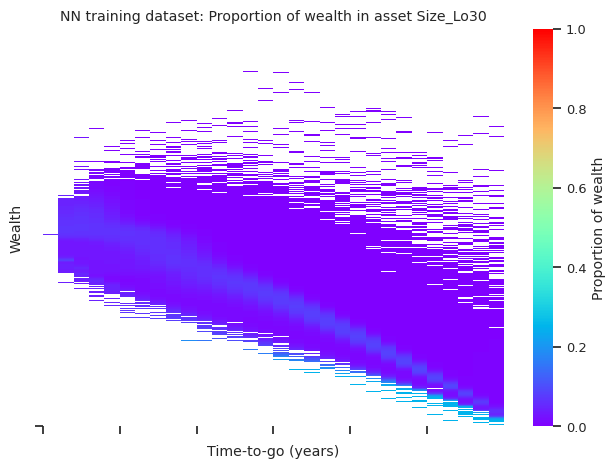 NN training dataset: Proportion of wealth in asset Size_Lo30
Wealth
Time-to-go (years)
1.0
0.8
0.6
0.4
0.2
0.0
Proportion of wealth